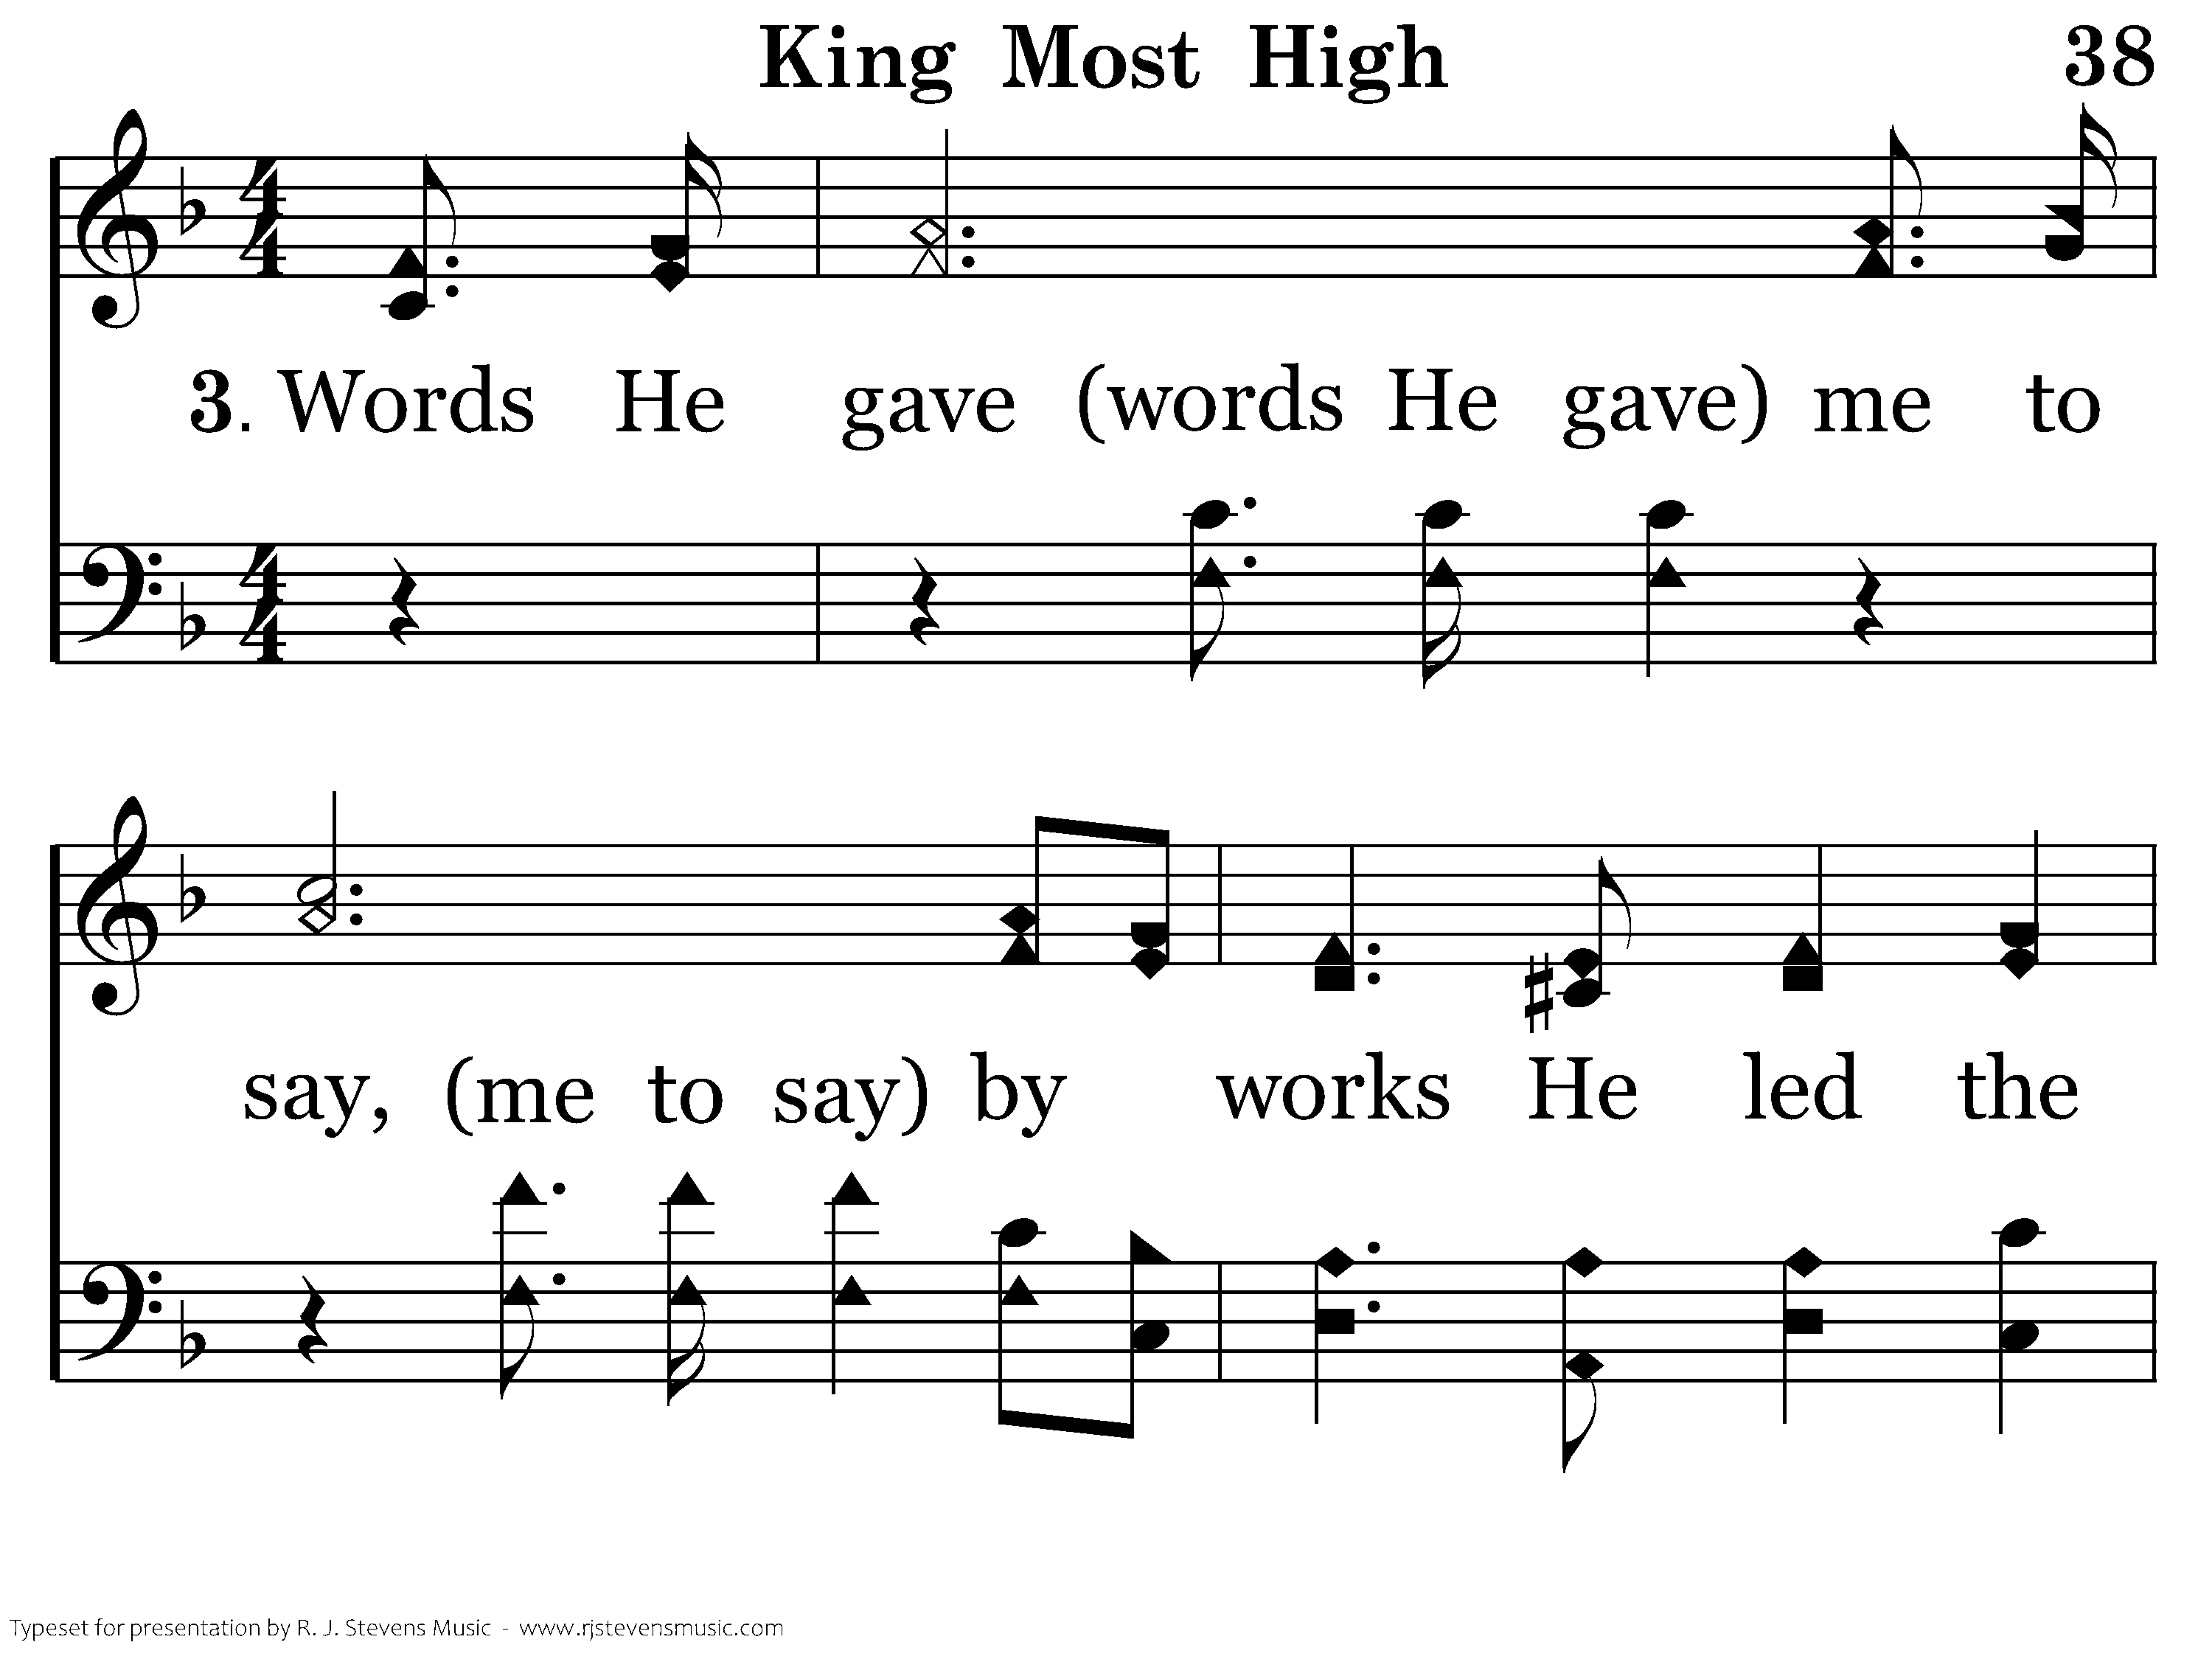 King Most High 38
3. Words He gave (words He gave) me to
say, (me to say) by works He led the
Typeset for presentation by R. J. Stevens Music - www.rjstevensmusic.com